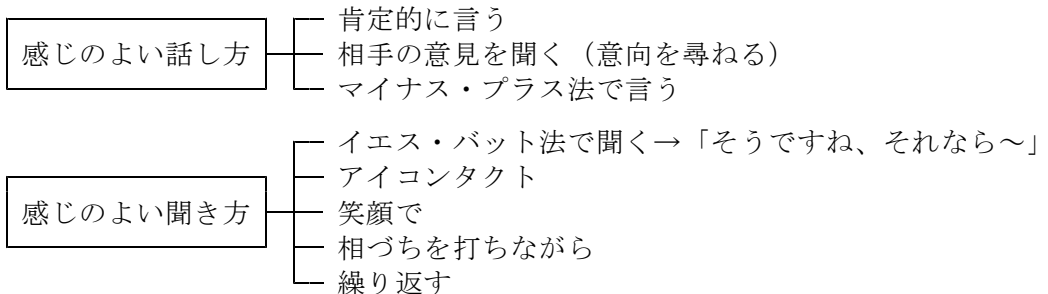 感じのよい話し方
肯定的に言う
相手の意見を聞く（意向を尋ねる）
マイナス・プラス法で言う
感じのよい聞き方
イエス・バット法で聞く→「そうですね、それなら～」
アイコンタクト
笑顔で
相づちを打ちながら
繰り返す